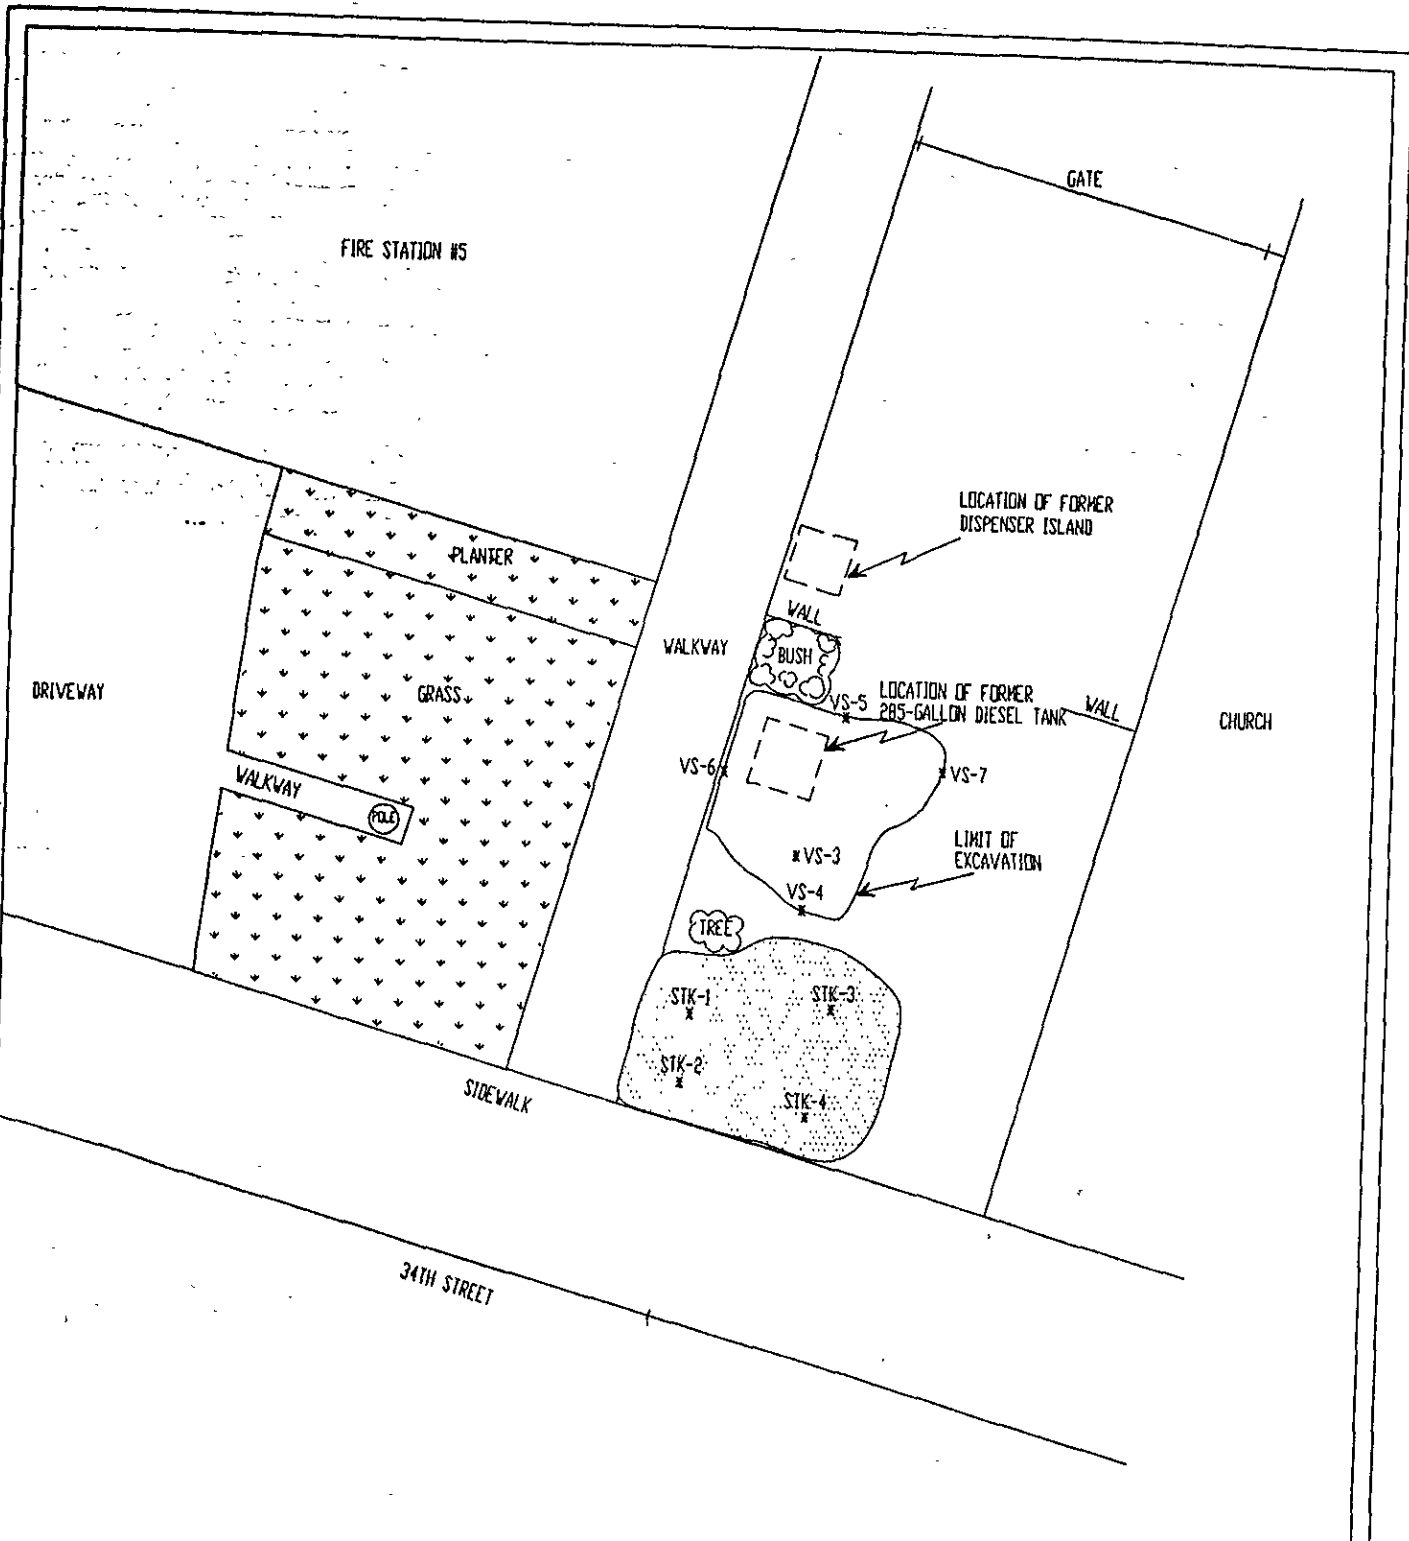 GATE
FIRE STATION #5
LOCATION OF FORMER
DISPENSER ISLAND
PLANTER
WALL
WALKWAY
BUSH
DRIVEWAY
GRASS
VS-5
LOCATION OF FORMER
285-GALLON DIESEL TANK
WALL
CHURCH
VS-6
VS-7
WALKWAY
POLE
LIMIT OF
EXCAVATION
VS-3
VS-4
TREE
STK-1
STK-3
STK-2
STK-4
SIDEWALK
34TH STREET